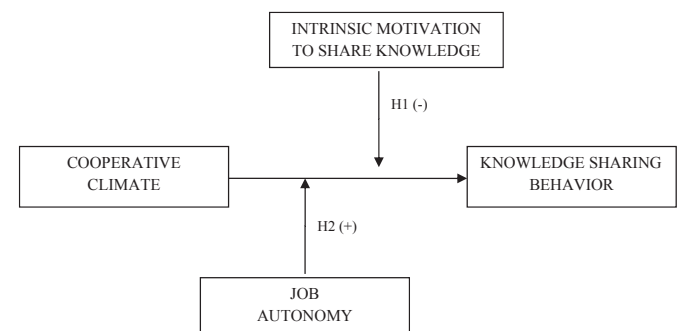 INTRINSIC MOTIVATION
TO SHARE KNOWLEDGE
H1 (-)
COOPERATIVE
CLIMATE
KNOWLEDGE SHARING
BEHAVIOR
H2 (+)
JOB
AUTONOMY